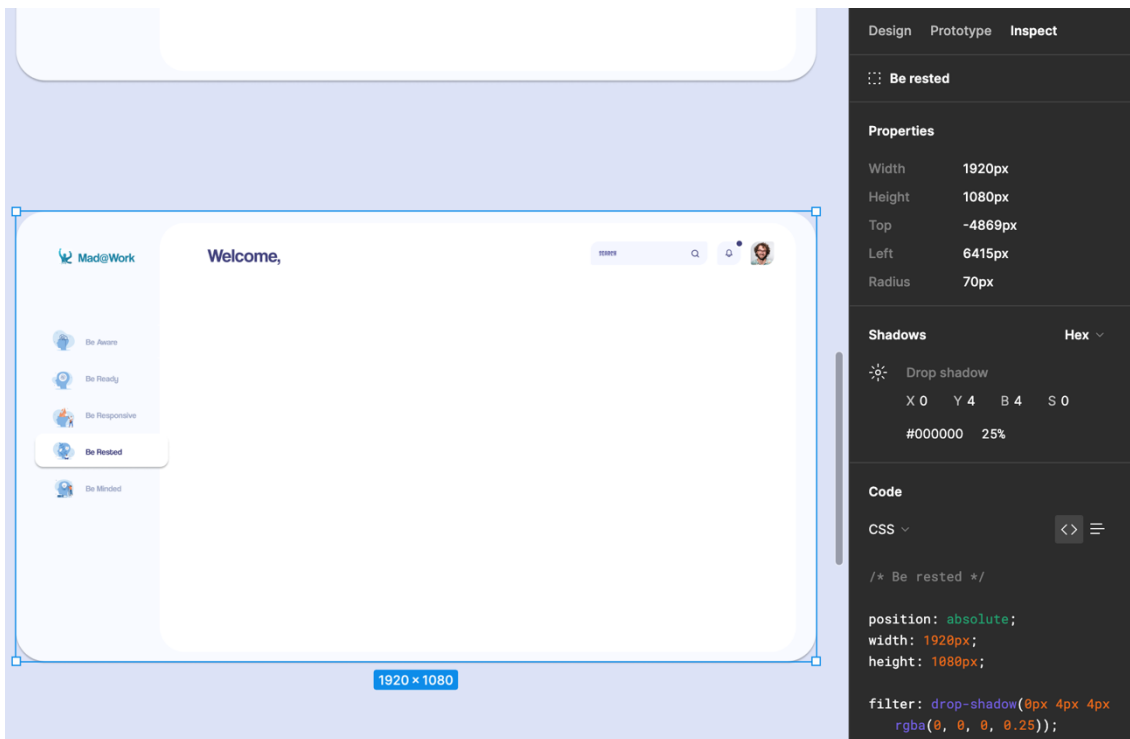 Design Prototype Inspect
Be rested
Properties
Width 1920px
Height 1080px
Top -4869px
Left 6415px
Radius 70px
Shadows Hex
Drop shadow
X 0 Y 4 B 4 S 0
#000000 25%
Code
CSS
/* Be rested */
position: absolute;
width: 1920px;
height: 1080px;
filter: drop-shadow(0px 4px 4px
rgba(0, 0, 0, 0.25));
Mad@Work
Welcome,
SEARCH
Be Aware
Be Ready
Be Responsive
Be Rested
Be Minded
1920 × 1080